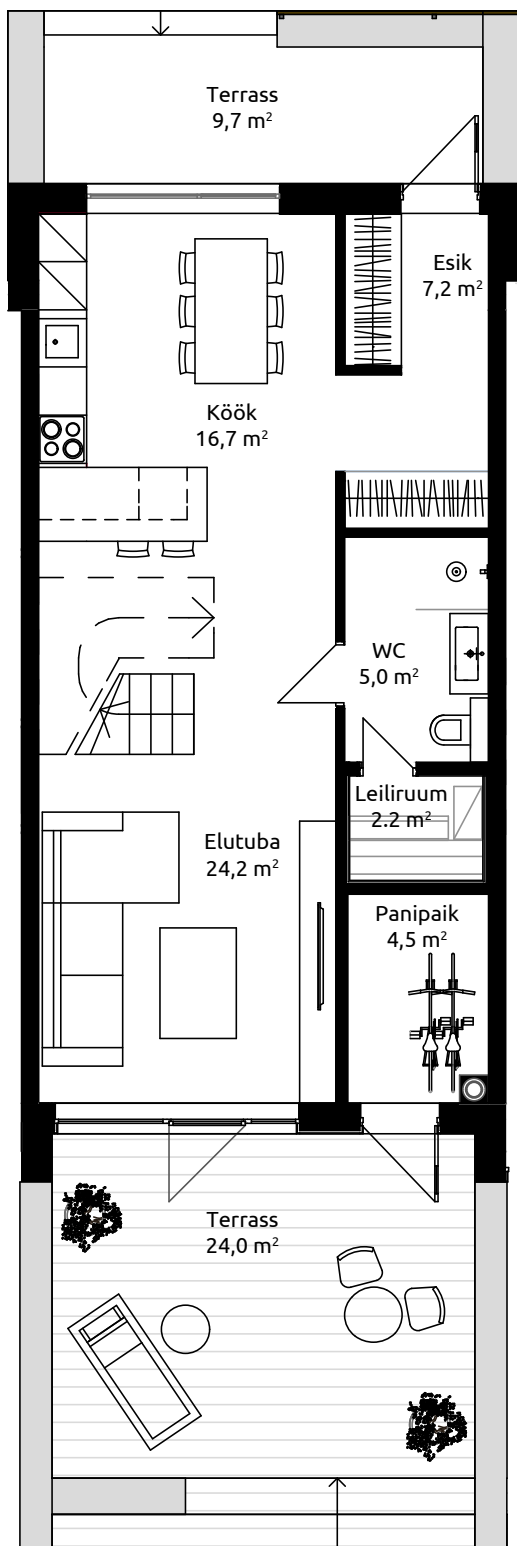 Terrass
9,7 m²
Esik
7,2 m²
Köök
16,7 m²
WC
5,0 m²
Leiliruum
2.2 m²
Elutuba
24,2 m²
Panipaik
4,5 m²
Terrass
24,0 m²